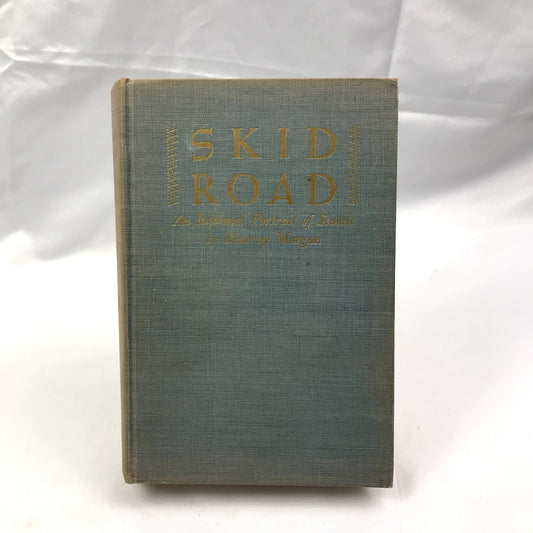 SKID
ROAD
An Informal Portrait of Seattle
by Murray Morgan